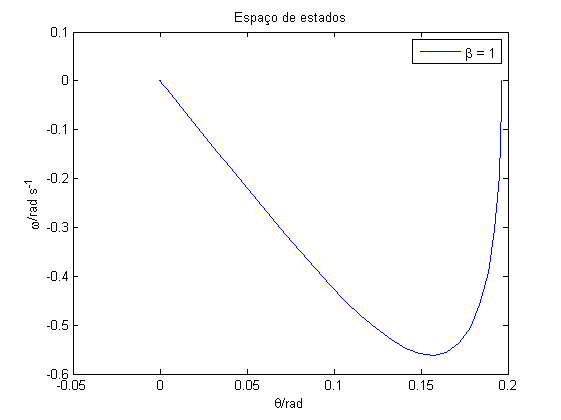 Espaço de estados
β = 1
0.1
0
-0.1
-0.2
-0.3
-0.4
-0.5
-0.6
ω/rad s⁻¹
-0.05 0 0.05 0.1 0.15 0.2
θ/rad